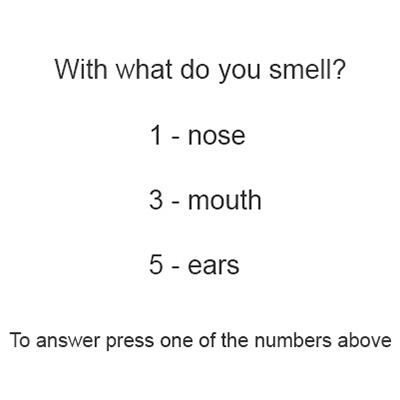 With what do you smell?
1 - nose
3 - mouth
5 - ears
To answer press one of the numbers above